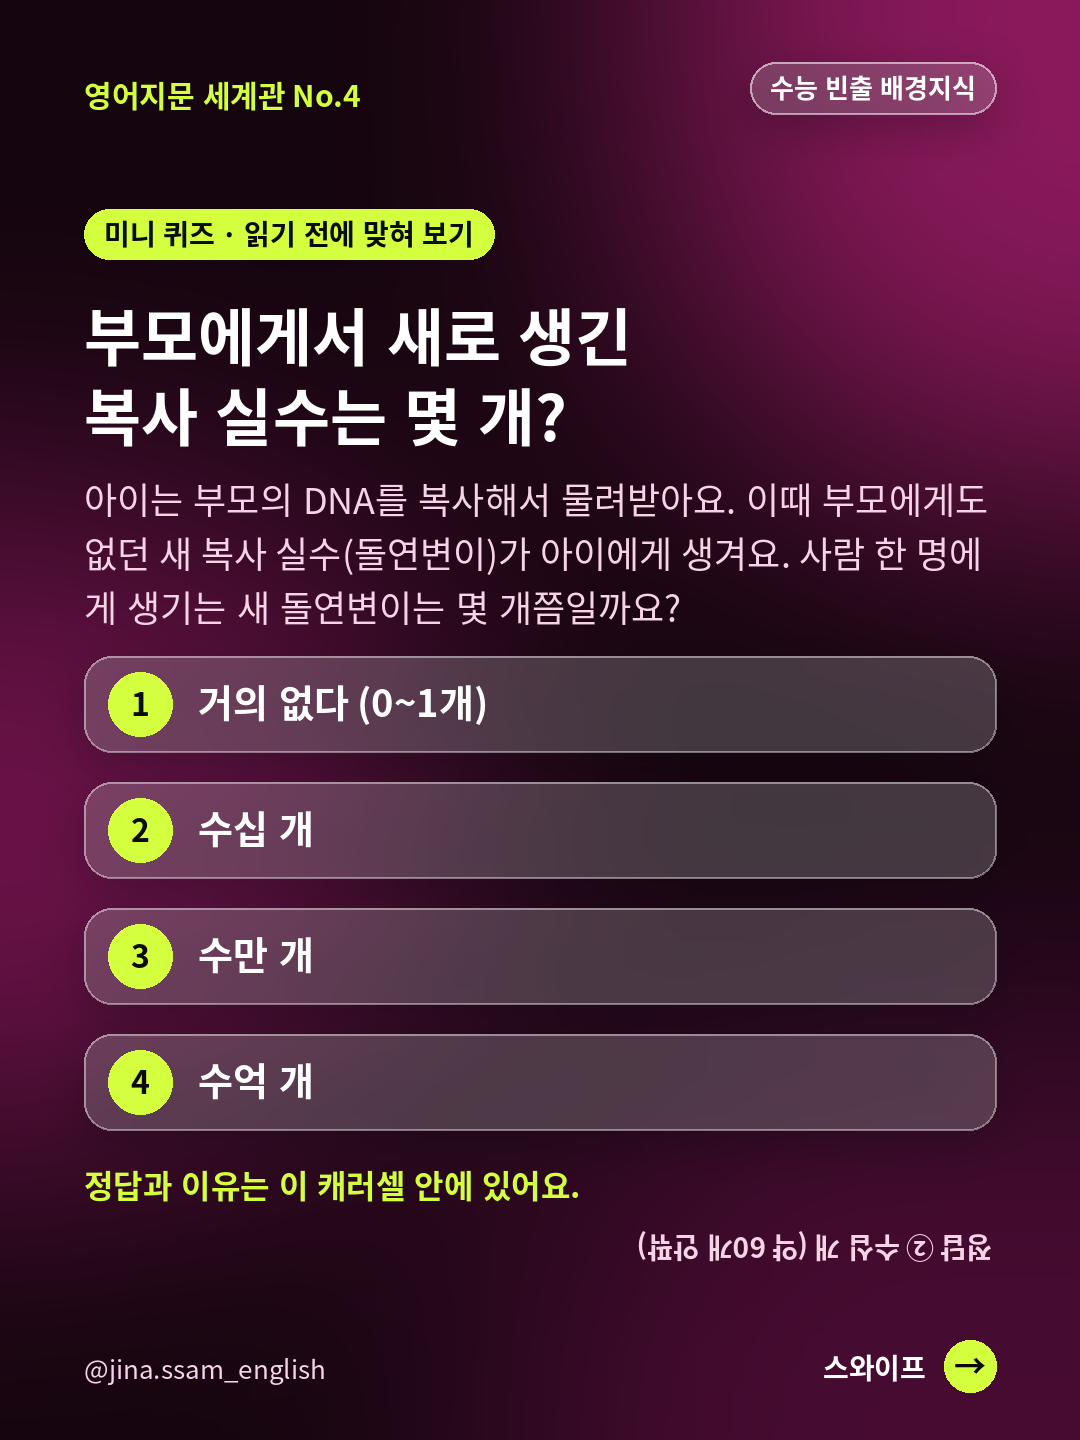 영어지문 세계관 No.4
수능 빈출 배경지식
미니 퀴즈 · 읽기 전에 맞혀 보기
부모에게서 새로 생긴
복사 실수는 몇 개?
아이는 부모의 DNA를 복사해서 물려받아요. 이때 부모에게도
없던 새 복사 실수(돌연변이)가 아이에게 생겨요. 사람 한 명에
게 생기는 새 돌연변이는 몇 개쯤일까요?
1 거의 없다 (0~1개)
2 수십 개
3 수만 개
4 수억 개
정답과 이유는 이 캐러셀 안에 있어요.
정답 ② 수십 개 (약 60개 안팎)
@jina.ssam_english
스와이프 →